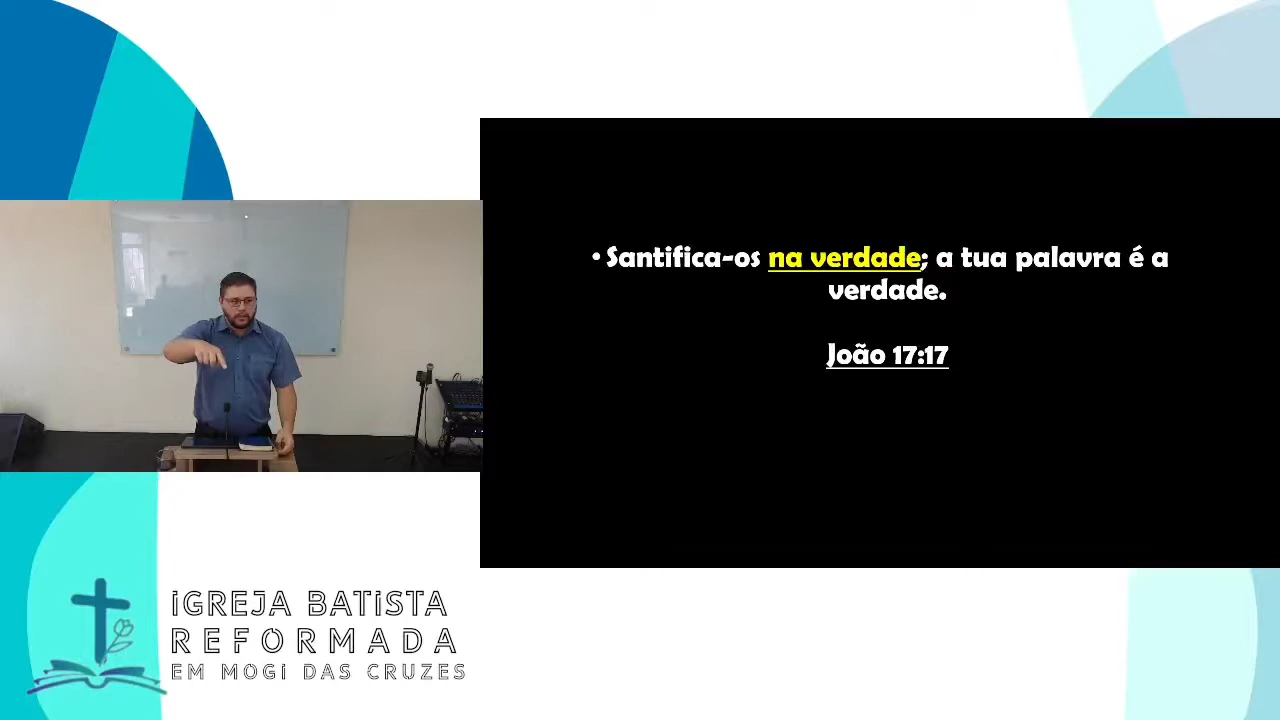 • Santifica-os na verdade; a tua palavra é a
verdade.
João 17:17
iGREJA BATiSTA
REFORMADA
EM MOGi DAS CRUZES